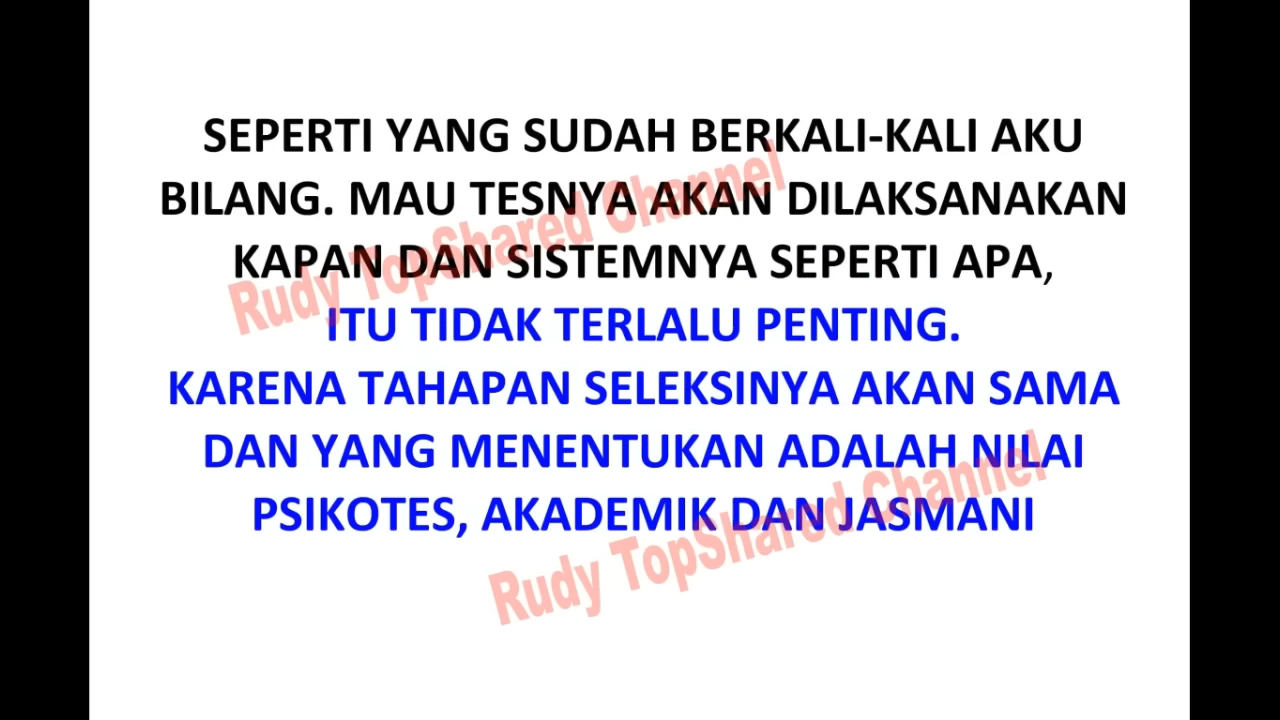 SEPERTI YANG SUDAH BERKALI-KALI AKU
BILANG. MAU TESNYA AKAN DILAKSANAKAN
KAPAN DAN SISTEMNYA SEPERTI APA,
ITU TIDAK TERLALU PENTING.
KARENA TAHAPAN SELEKSINYA AKAN SAMA
DAN YANG MENENTUKAN ADALAH NILAI
PSIKOTES, AKADEMIK DAN JASMANI
Rudy TopShared Channel
Rudy TopShared Channel